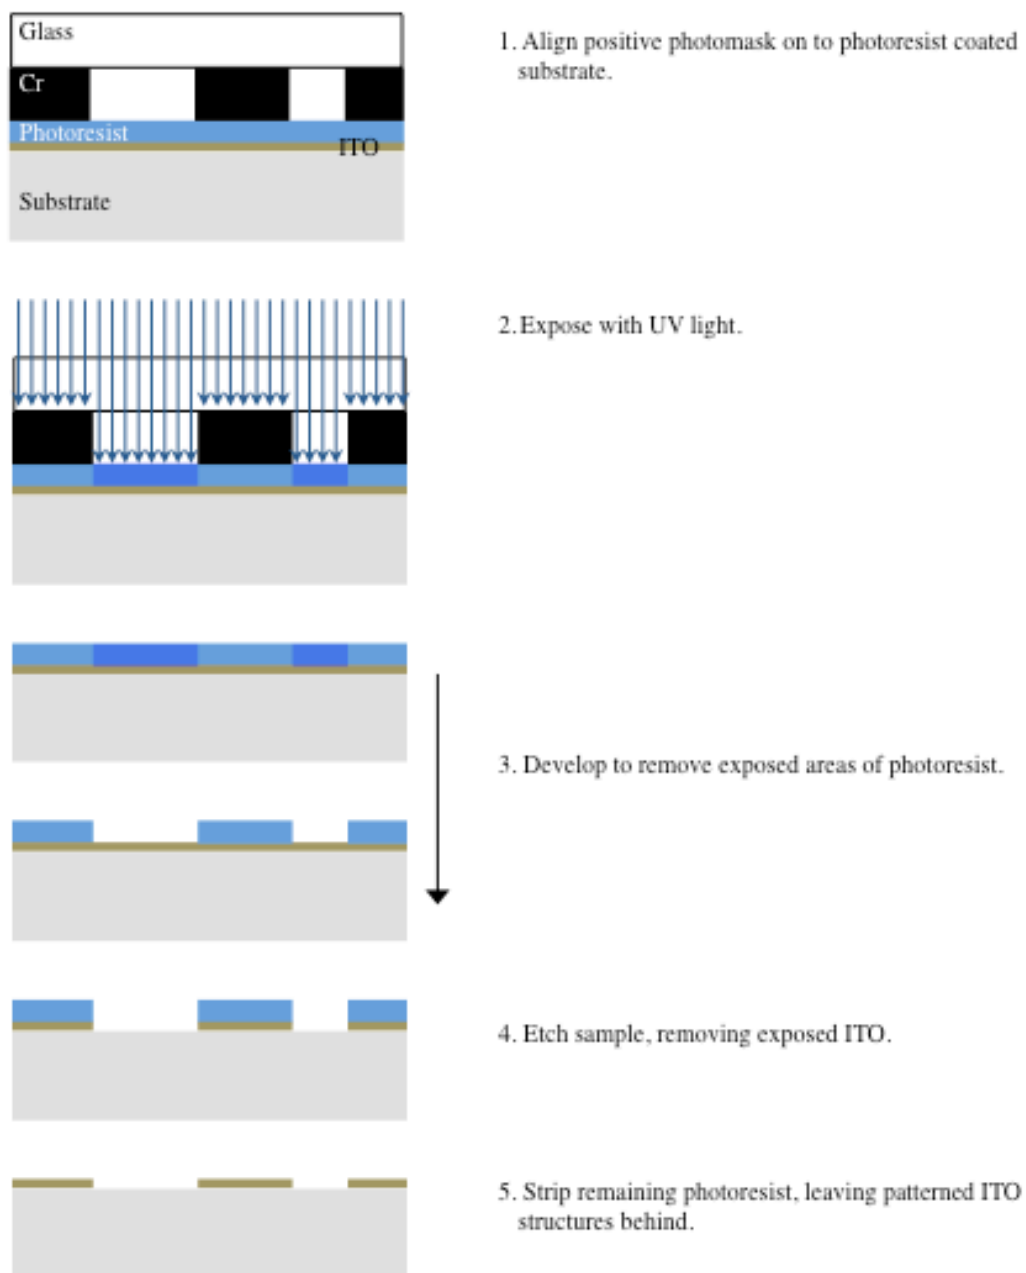 Glass
Cr
Photoresist
ITO
Substrate
1. Align positive photomask on to photoresist coated
substrate.
2.Expose with UV light.
3. Develop to remove exposed areas of photoresist.
4. Etch sample, removing exposed ITO.
5. Strip remaining photoresist, leaving patterned ITO
structures behind.